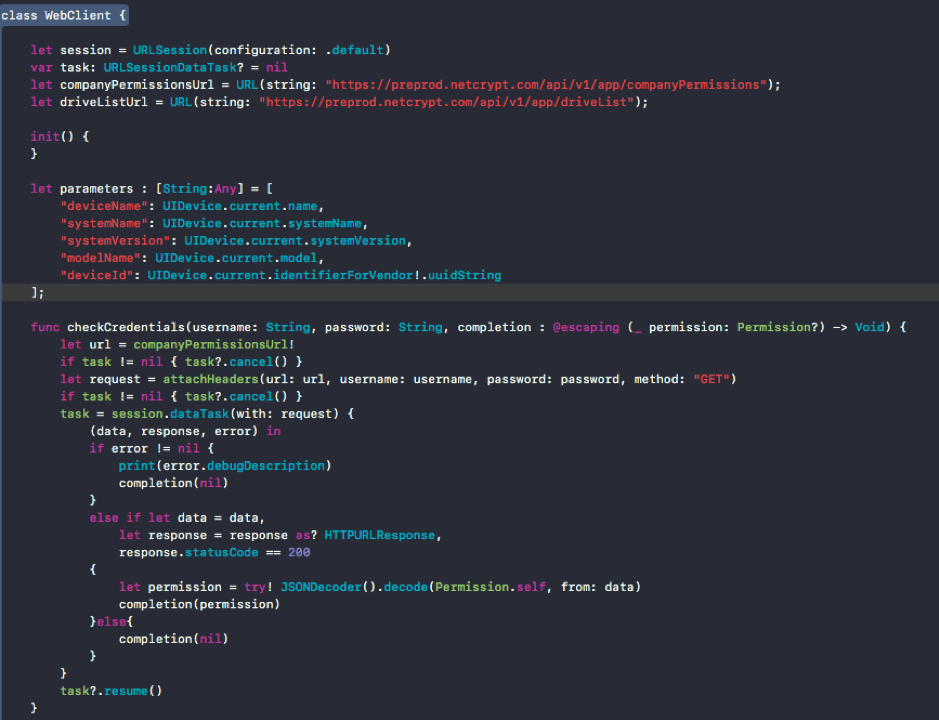 class WebClient {
let session = URLSession(configuration: .default)
var task: URLSessionDataTask? = nil
let companyPermissionsUrl = URL(string: "https://preprod.netcrypt.com/api/v1/app/companyPermissions");
let driveListUrl = URL(string: "https://preprod.netcrypt.com/api/v1/app/driveList");
init() {
}
let parameters : [String:Any] = [
"deviceName": UIDevice.current.name,
"systemName": UIDevice.current.systemName,
"systemVersion": UIDevice.current.systemVersion,
"modelName": UIDevice.current.model,
"deviceId": UIDevice.current.identifierForVendor!.uuidString
];
func checkCredentials(username: String, password: String, completion : @escaping (_ permission: Permission?) -> Void) {
let url = companyPermissionsUrl!
if task != nil { task?.cancel() }
let request = attachHeaders(url: url, username: username, password: password, method: "GET")
if task != nil { task?.cancel() }
task = session.dataTask(with: request) {
(data, response, error) in
if error != nil {
print(error.debugDescription)
completion(nil)
}
else if let data = data,
let response = response as? HTTPURLResponse,
response.statusCode == 200
{
let permission = try! JSONDecoder().decode(Permission.self, from: data)
completion(permission)
}else{
completion(nil)
}
}
task?.resume()
}